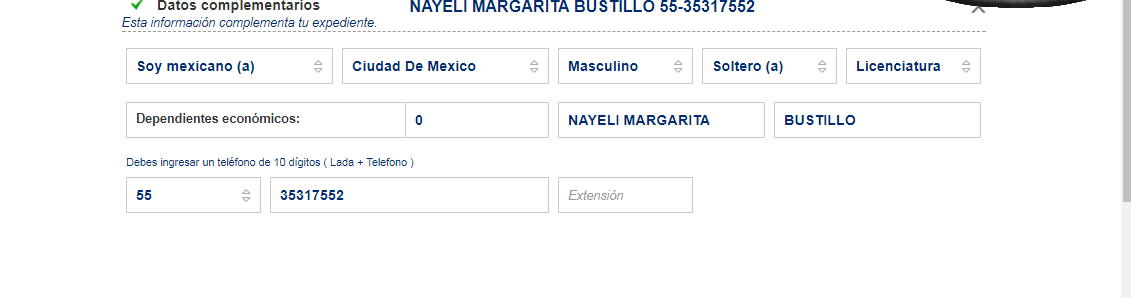 Datos complementarios NAYELI MARGARITA BUSTILLO 55-35317552
Esta información complementa tu expediente.
Soy mexicano (a) Ciudad De Mexico Masculino Soltero (a) Licenciatura
Dependientes económicos: 0 NAYELI MARGARITA BUSTILLO
Debes ingresar un teléfono de 10 dígitos ( Lada + Telefono )
55 35317552 Extensión